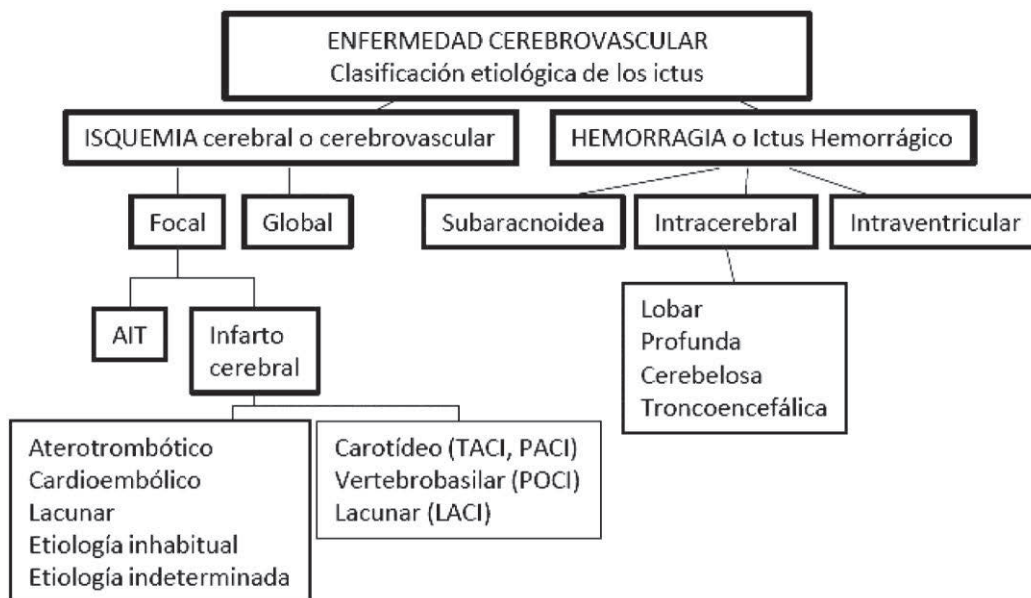 ENFERMEDAD CEREBROVASCULAR
Clasificación etiológica de los ictus
ISQUEMIA cerebral o cerebrovascular
HEMORRAGIA o Ictus Hemorrágico
Focal
Global
Subaracnoidea
Intracerebral
Intraventricular
AIT
Infarto
cerebral
Lobar
Profunda
Cerebelosa
Troncoencefálica
Aterotrombótico
Cardioembólico
Lacunar
Etiología inhabitual
Etiología indeterminada
Carotídeo (TACI, PACI)
Vertebrobasilar (POCI)
Lacunar (LACI)